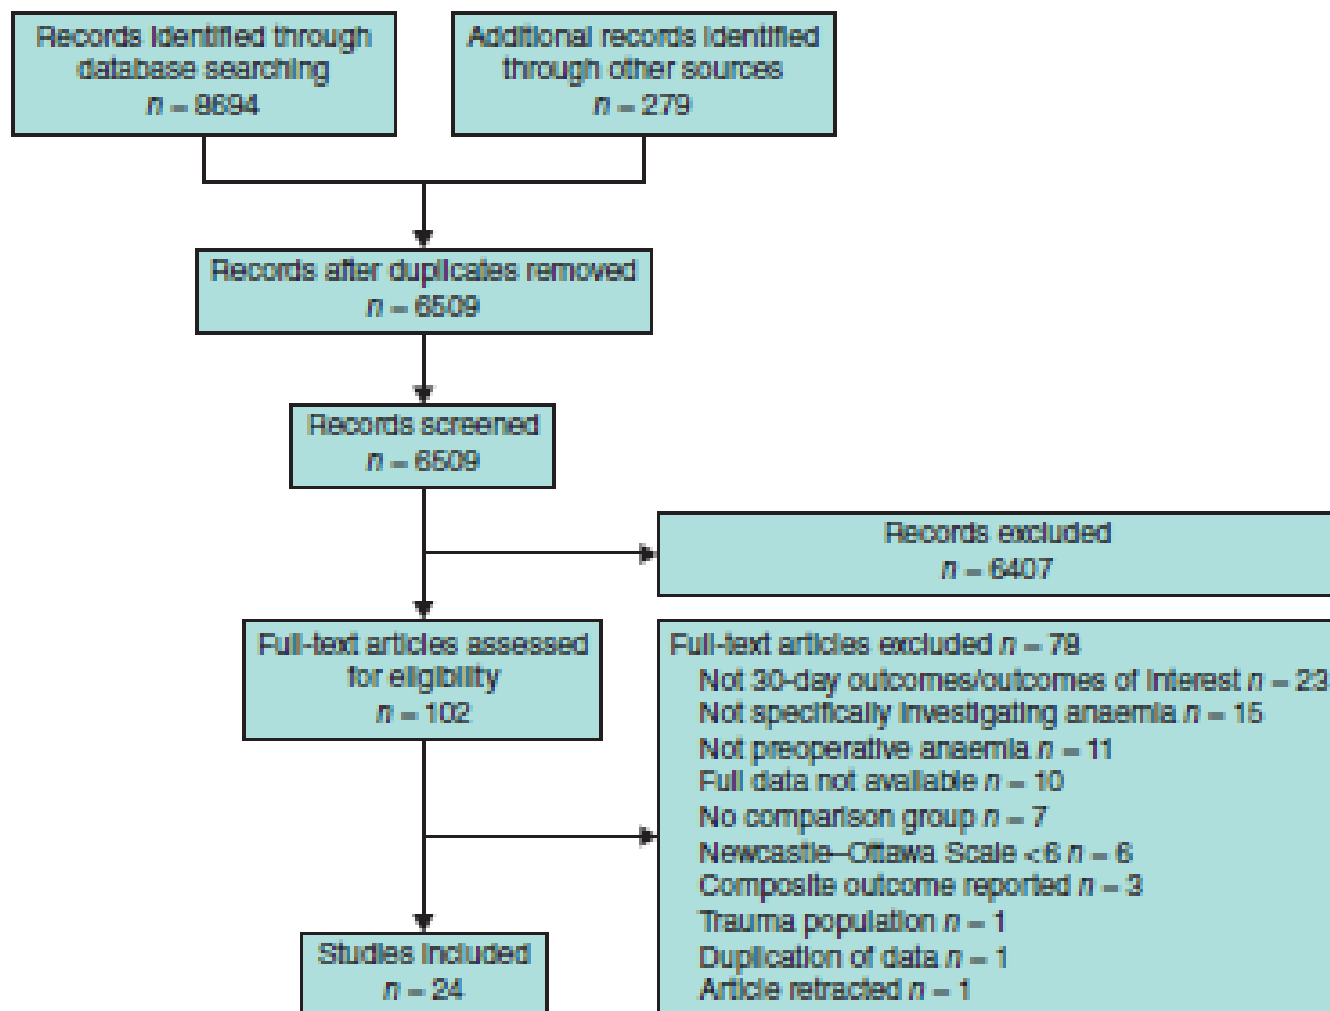 Records identified through
database searching
n = 8694
Additional records identified
through other sources
n = 279
Records after duplicates removed
n = 6509
Records screened
n = 6509
Records excluded
n = 6407
Full-text articles assessed
for eligibility
n = 102
Full-text articles excluded n = 78
Not 30-day outcomes/outcomes of interest n = 23
Not specifically investigating anaemia n = 15
Not preoperative anaemia n = 11
Full data not available n = 10
No comparison group n = 7
Newcastle–Ottawa Scale <6 n = 6
Composite outcome reported n = 3
Trauma population n = 1
Duplication of data n = 1
Article retracted n = 1
Studies included
n = 24